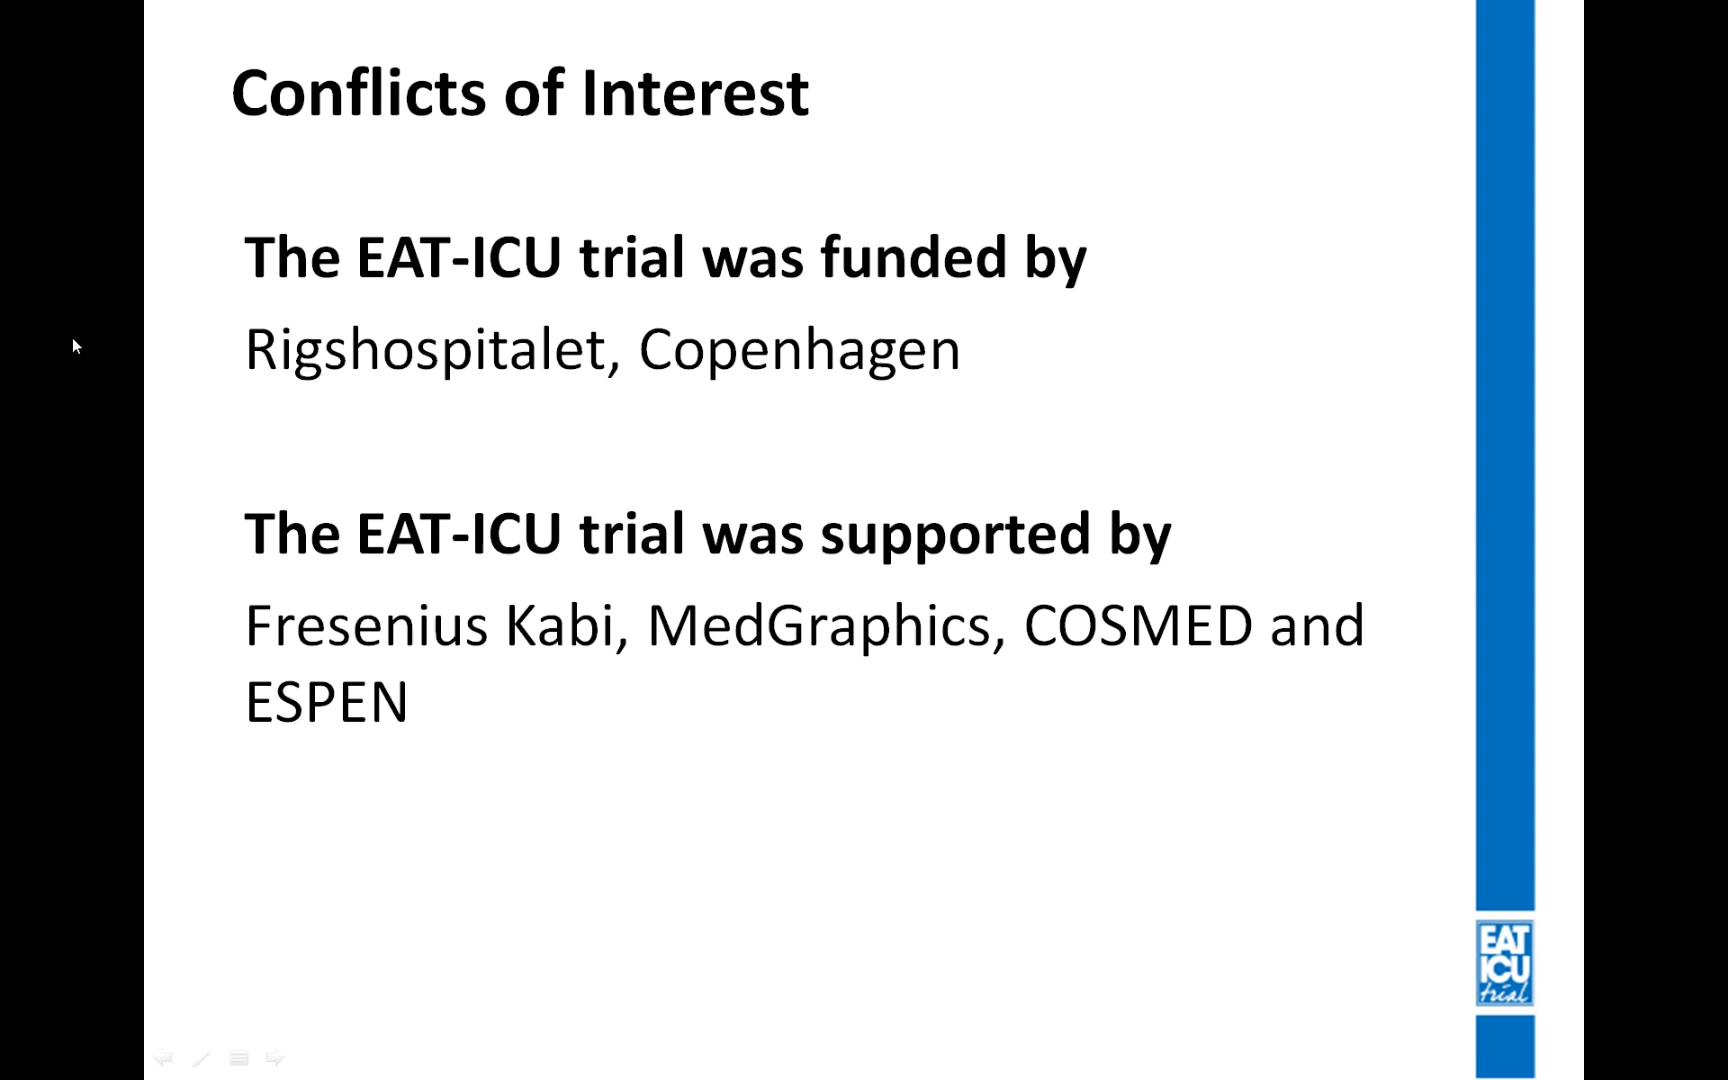 Conflicts of Interest
The EAT-ICU trial was funded by
Rigshospitalet, Copenhagen
The EAT-ICU trial was supported by
Fresenius Kabi, MedGraphics, COSMED and
ESPEN
EAT
ICU
trial